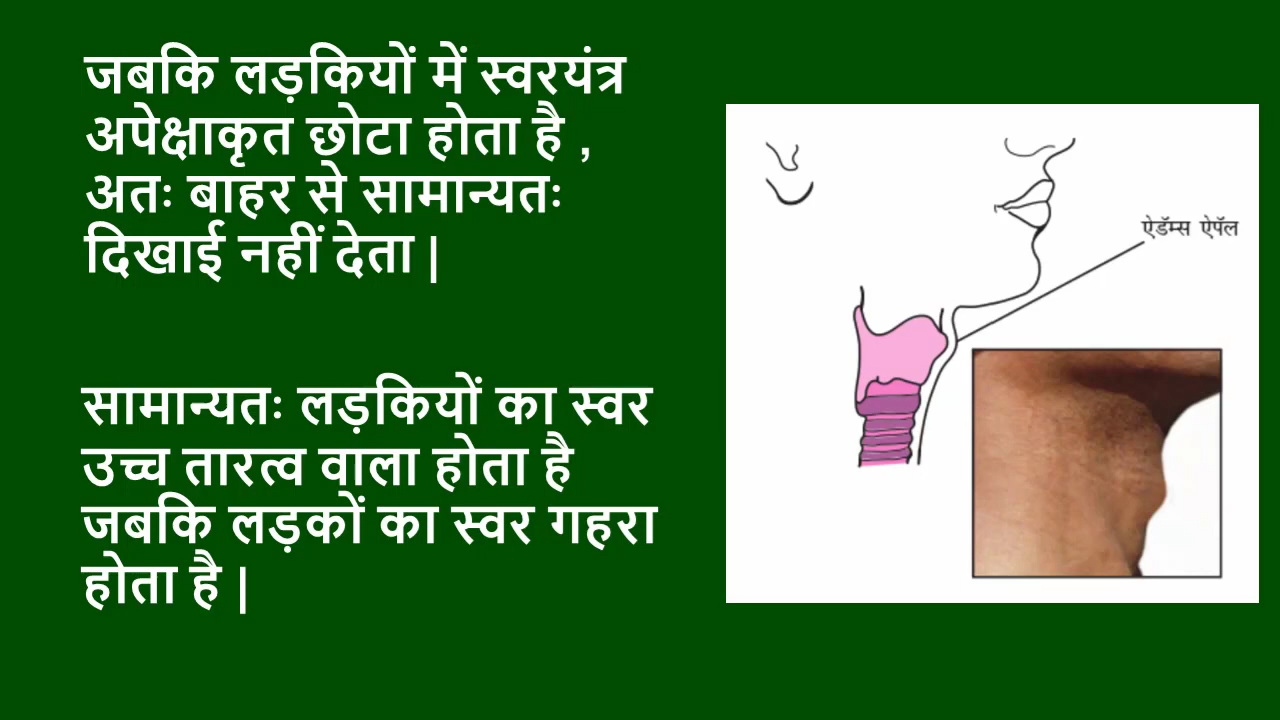 जबकि लड़कियों में स्वरयंत्र
अपेक्षाकृत छोटा होता है ,
अतः बाहर से सामान्यतः
दिखाई नहीं देता |
सामान्यतः लड़कियों का स्वर
उच्च तारत्व वाला होता है
जबकि लड़कों का स्वर गहरा
होता है |
ऐडॅम्स ऐपॅल